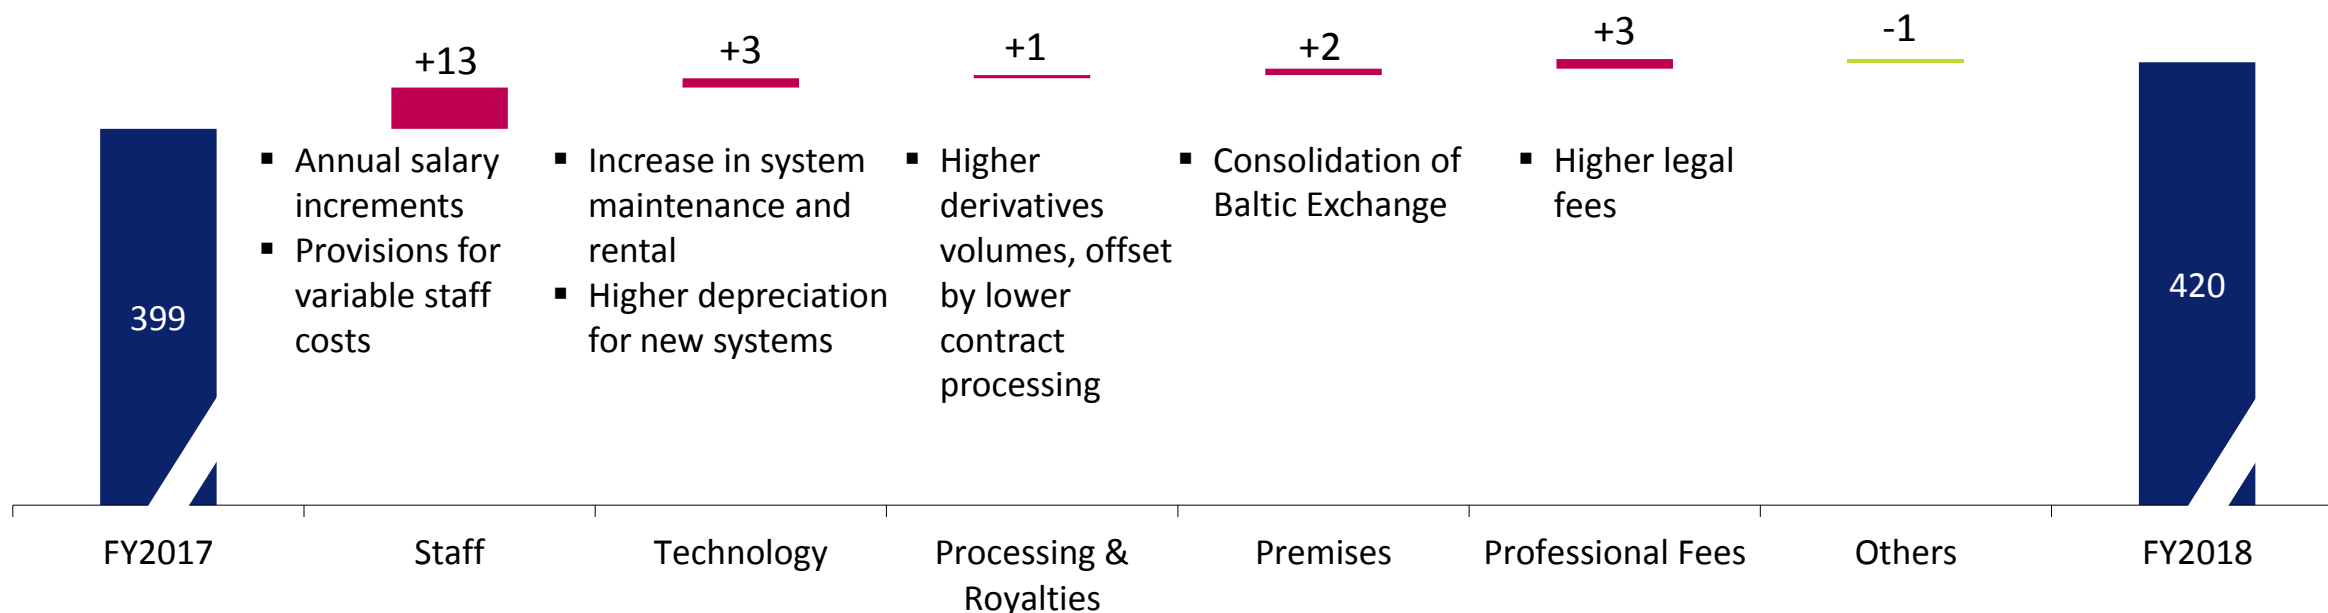 +13
+3
+1
+2
+3
-1
399
▪ Annual salary
increments
▪ Provisions for
variable staff
costs
▪ Increase in system
maintenance and
rental
▪ Higher depreciation
for new systems
▪ Higher
derivatives
volumes, offset
by lower
contract
processing
▪ Consolidation of
Baltic Exchange
▪ Higher legal
fees
420
FY2017
Staff
Technology
Processing &
Royalties
Premises
Professional Fees
Others
FY2018